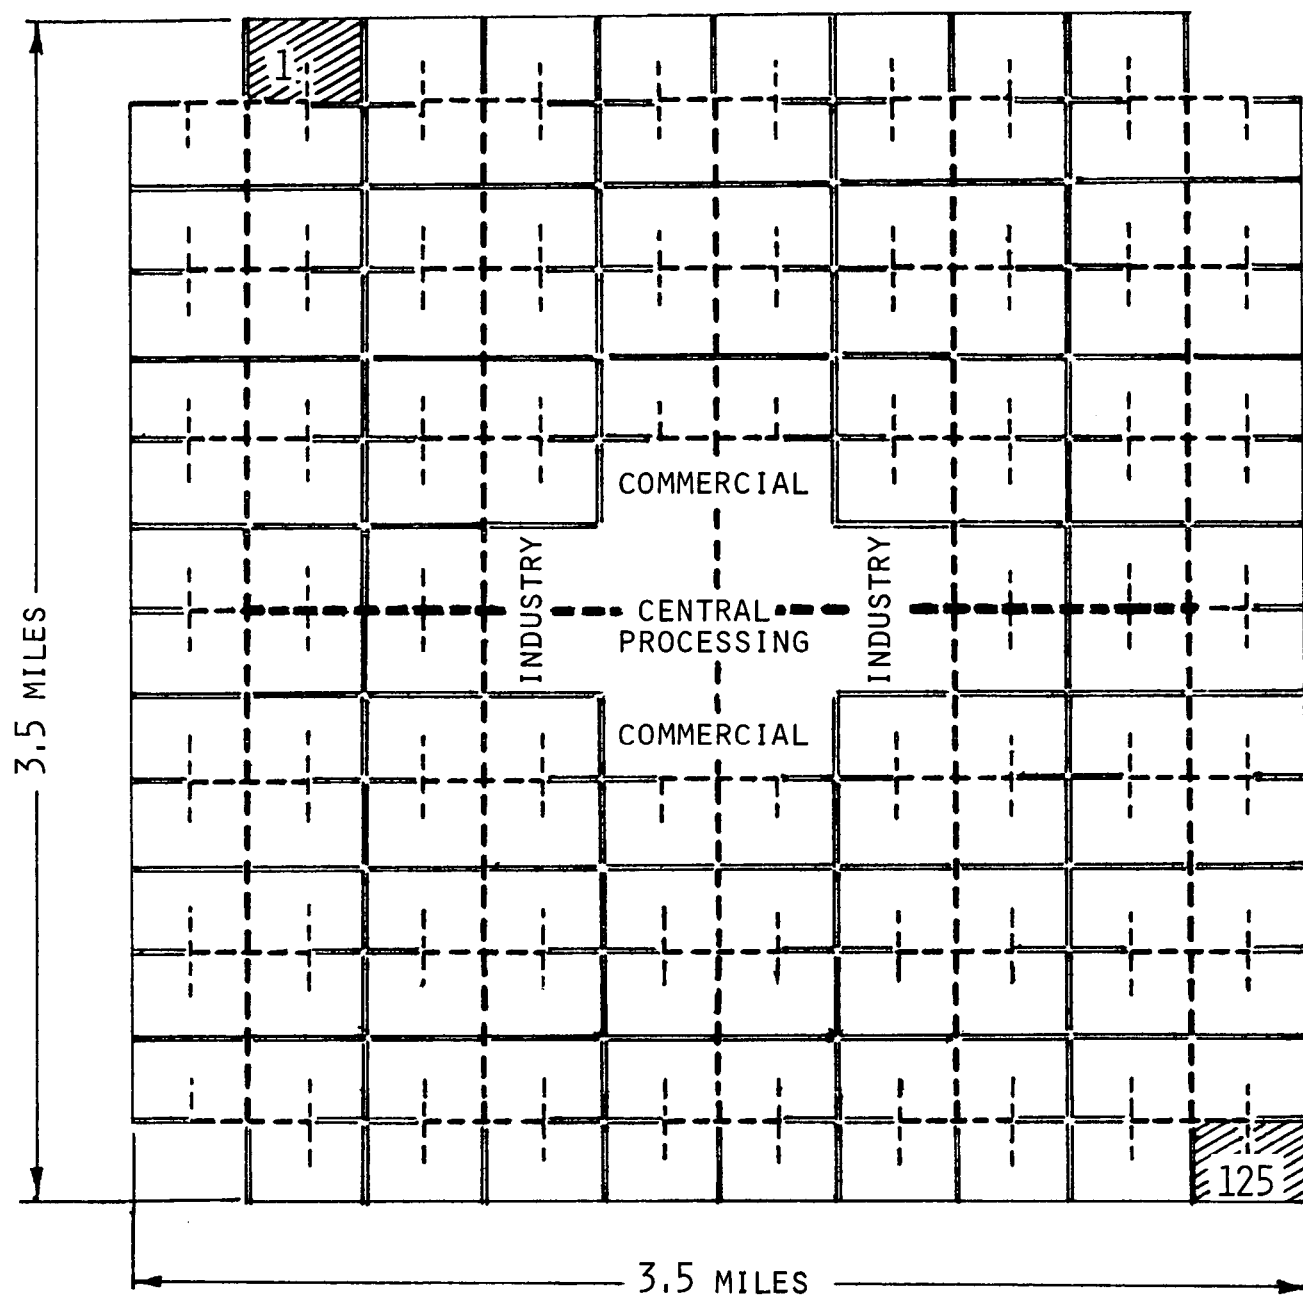 1
COMMERCIAL
INDUSTRY
INDUSTRY
CENTRAL
PROCESSING
3.5 MILES
COMMERCIAL
125
3.5 MILES